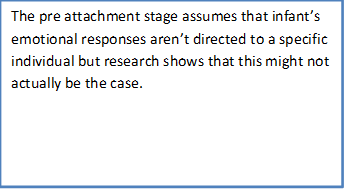 The pre attachment stage assumes that infant’s
emotional responses aren’t directed to a specific
individual but research shows that this might not
actually be the case.